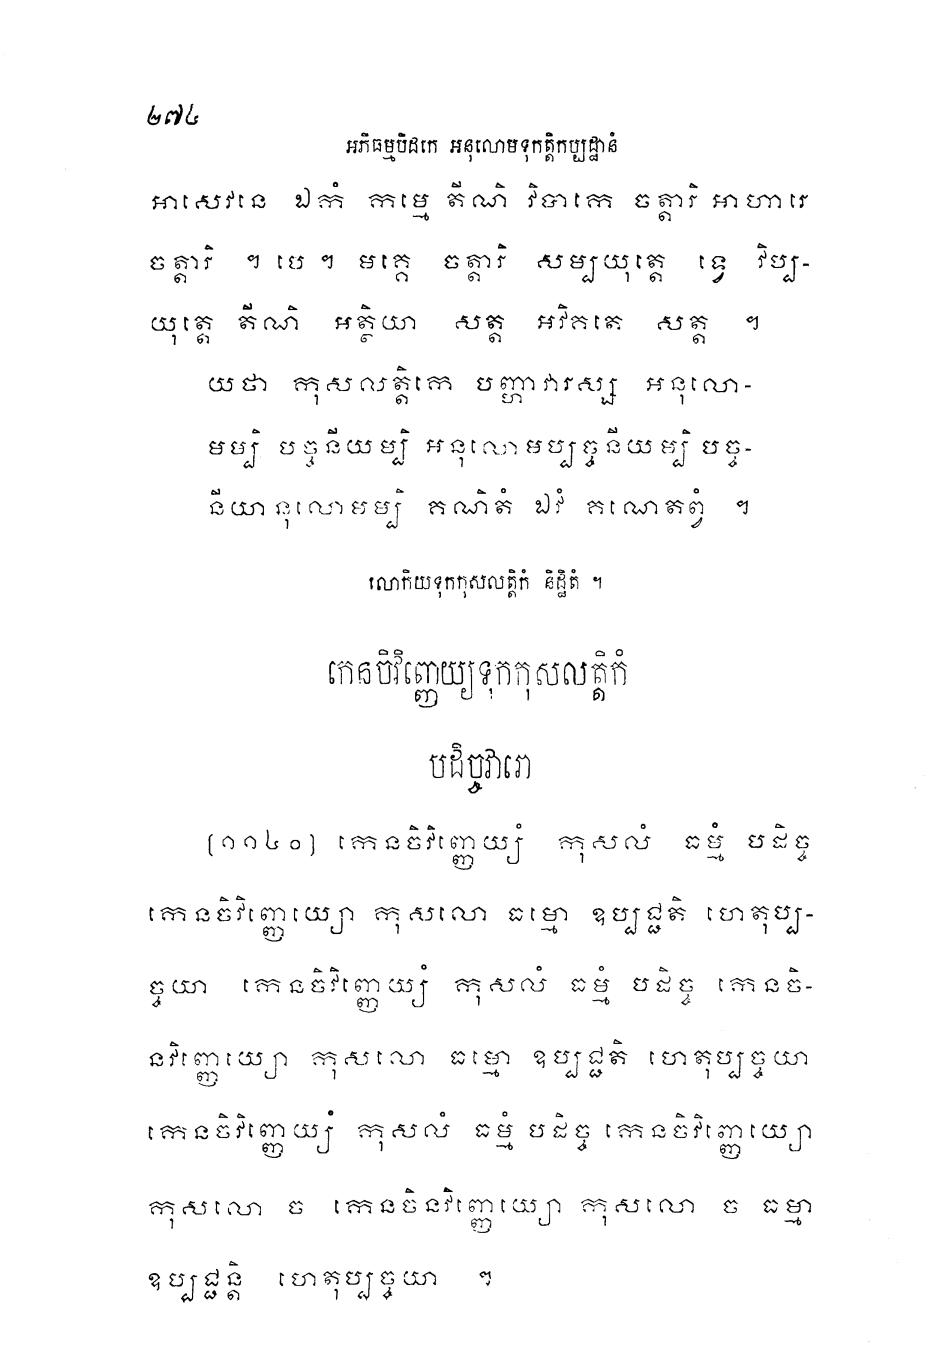 ២៧៤
អភិធម្មបិដកេ អនុលោមទុកត្តិកប្បដ្ឋានំ
អាសេវនេ ឯកំ កម្មេ តីណិ វិបាកេ ចត្តារិ អាហារេ
ចត្តារិ ។ បេ ។ មគ្គេ ចត្តារិ សម្បយុត្តេ ទ្វេ វិប្ប-
យុត្តេ តីណិ អត្ថិយា សត្ត អវិគតេ សត្ត ។
យថា កុសលត្តិកេ បញ្ហាវារស្ស អនុលោ-
មម្បិ បច្ចនីយម្បិ អនុលោមប្បច្ចនីយម្បិ បច្ច-
នីយានុលោមម្បិ គណិតំ ឯវំ គណេតព្វំ ។
លោកិយទុកកុសលត្តិកំ និដ្ឋិតំ ។
កេនចិវិញ្ញេយ្យទុកកុសលត្តិកំ
បដិច្ចវារោ
(១១៤០) កេនចិវិញ្ញេយ្យំ កុសលំ ធម្មំ បដិច្ច
កេនចិវិញ្ញេយ្យោ កុសលោ ធម្មោ ឧប្បជ្ជតិ ហេតុប្ប-
ច្ចយា កេនចិវិញ្ញេយ្យំ កុសលំ ធម្មំ បដិច្ច កេនចិ-
នវិញ្ញេយ្យោ កុសលោ ធម្មោ ឧប្បជ្ជតិ ហេតុប្បច្ចយា
កេនចិវិញ្ញេយ្យំ កុសលំ ធម្មំ បដិច្ច កេនចិវិញ្ញេយ្យោ
កុសលោ ច កេនចិនវិញ្ញេយ្យោ កុសលោ ច ធម្មា
ឧប្បជ្ជន្តិ ហេតុប្បច្ចយា ។